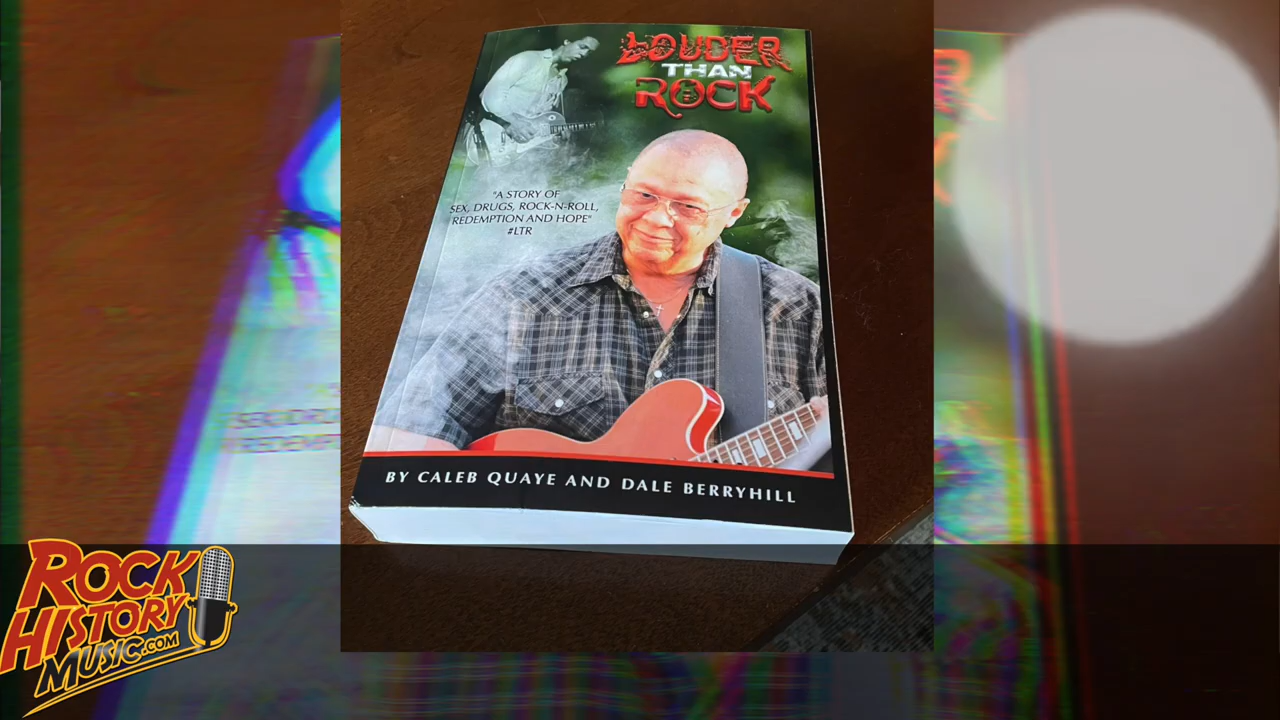 LOUDER
THAN
ROCK
"A STORY OF
SEX, DRUGS, ROCK-N-ROLL,
REDEMPTION AND HOPE"
#LTR
BY CALEB QUAYE AND DALE BERRYHILL
ROCK
HISTORY
MUSIC.COM